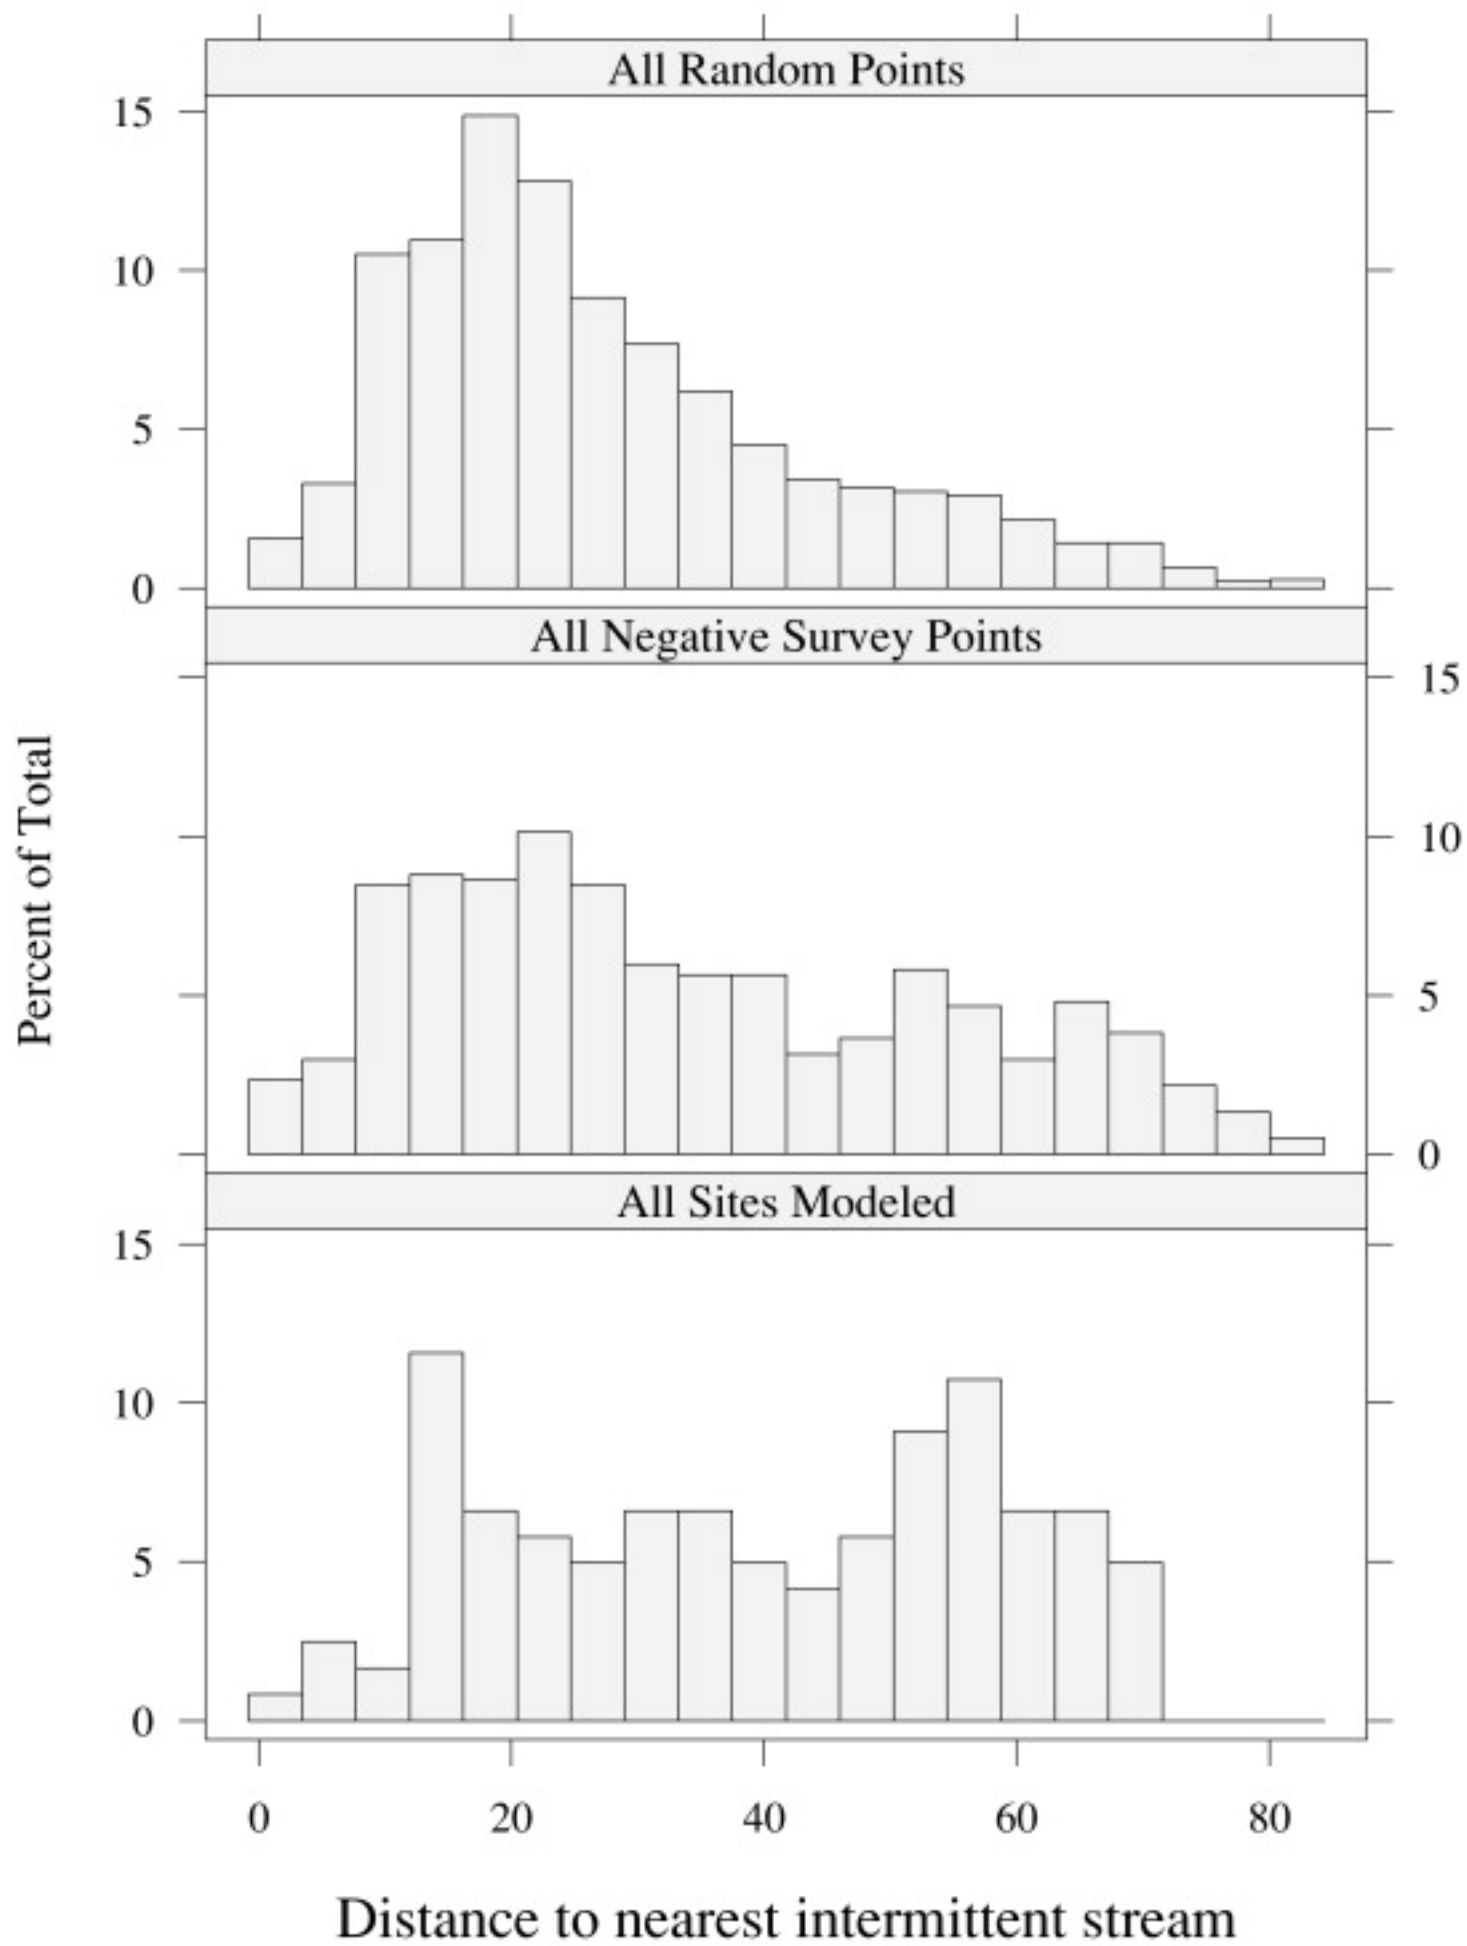 All Random Points
15
10
5
0
All Negative Survey Points
15
10
5
0
Percent of Total
All Sites Modeled
15
10
5
0
0 20 40 60 80
Distance to nearest intermittent stream